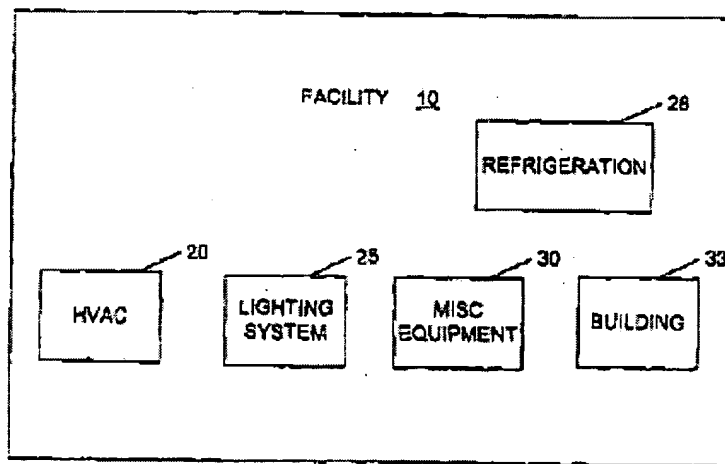 FACILITY 10
28
REFRIGERATION
20
HVAC
25
LIGHTING
SYSTEM
30
MISC
EQUIPMENT
33
BUILDING